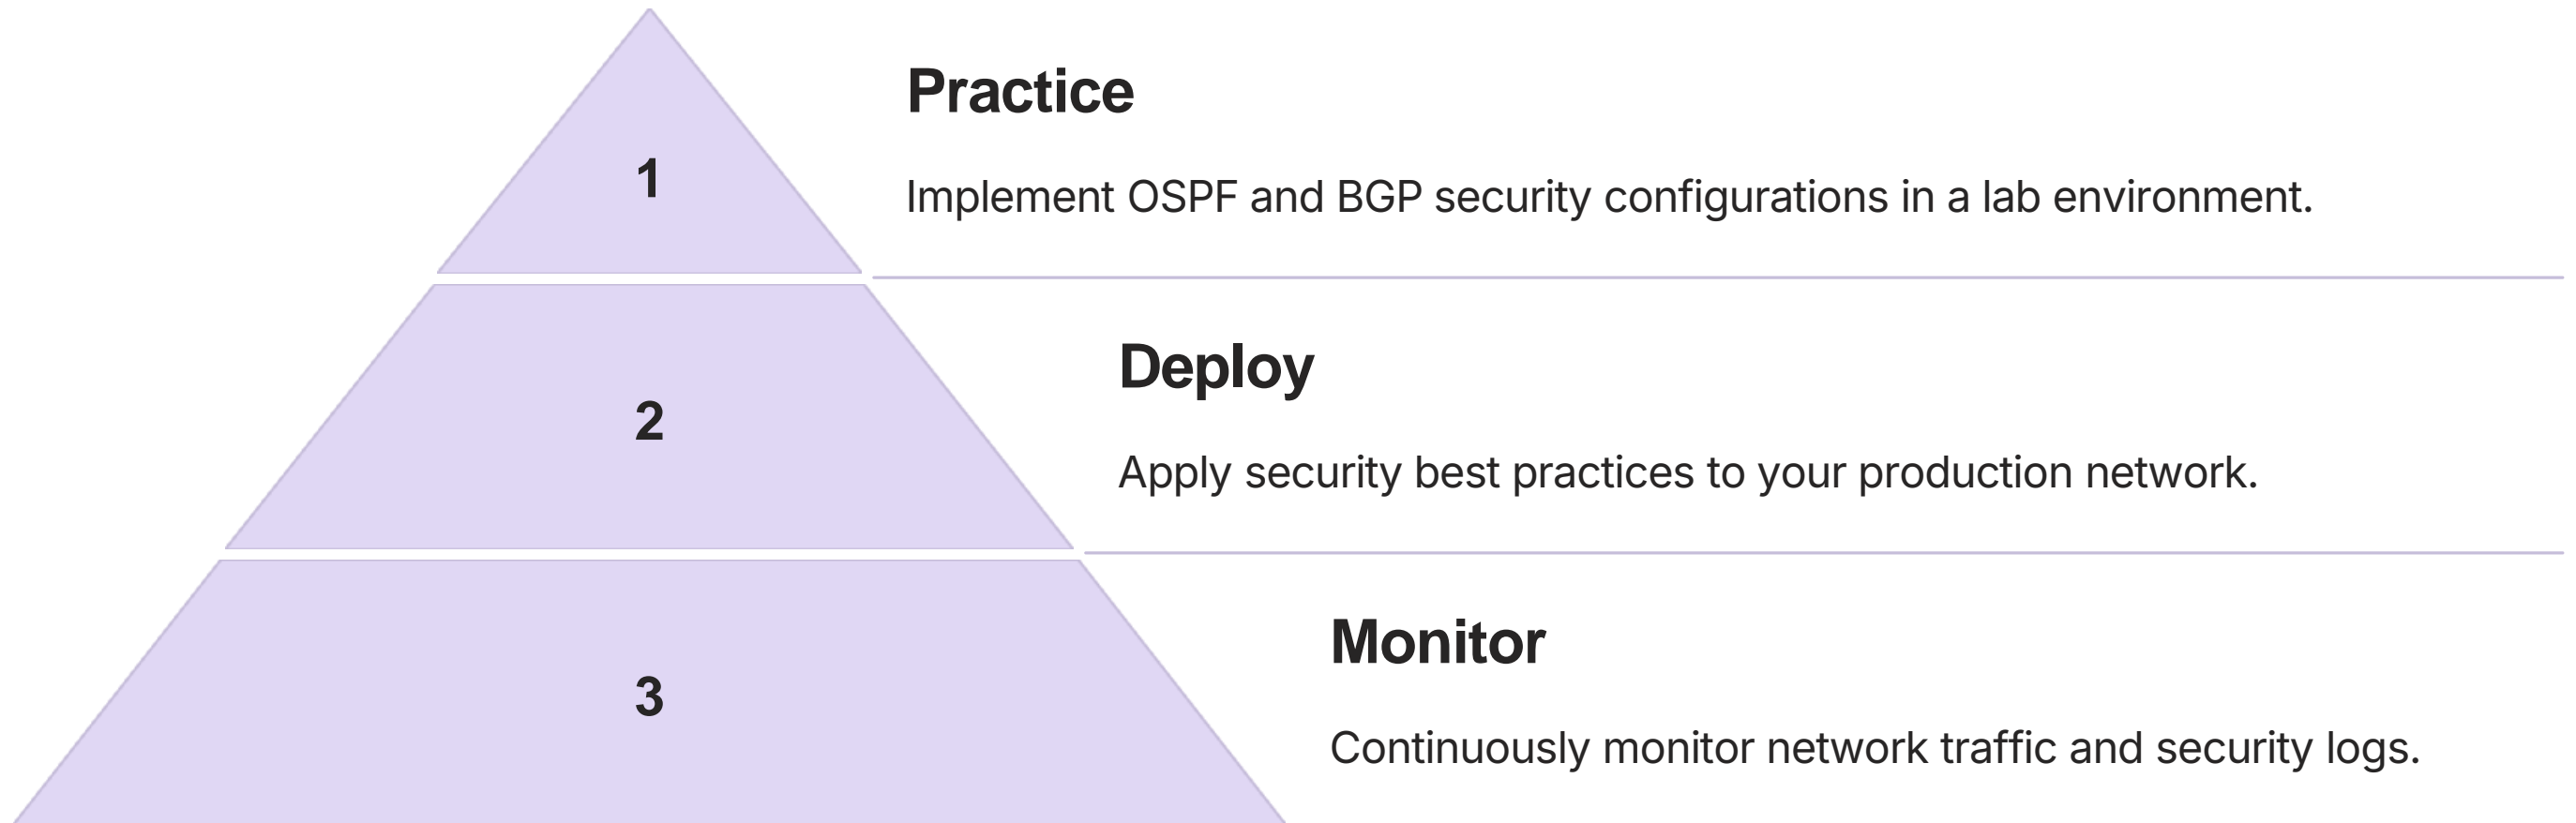 1
Practice
Implement OSPF and BGP security configurations in a lab environment.
2
Deploy
Apply security best practices to your production network.
3
Monitor
Continuously monitor network traffic and security logs.